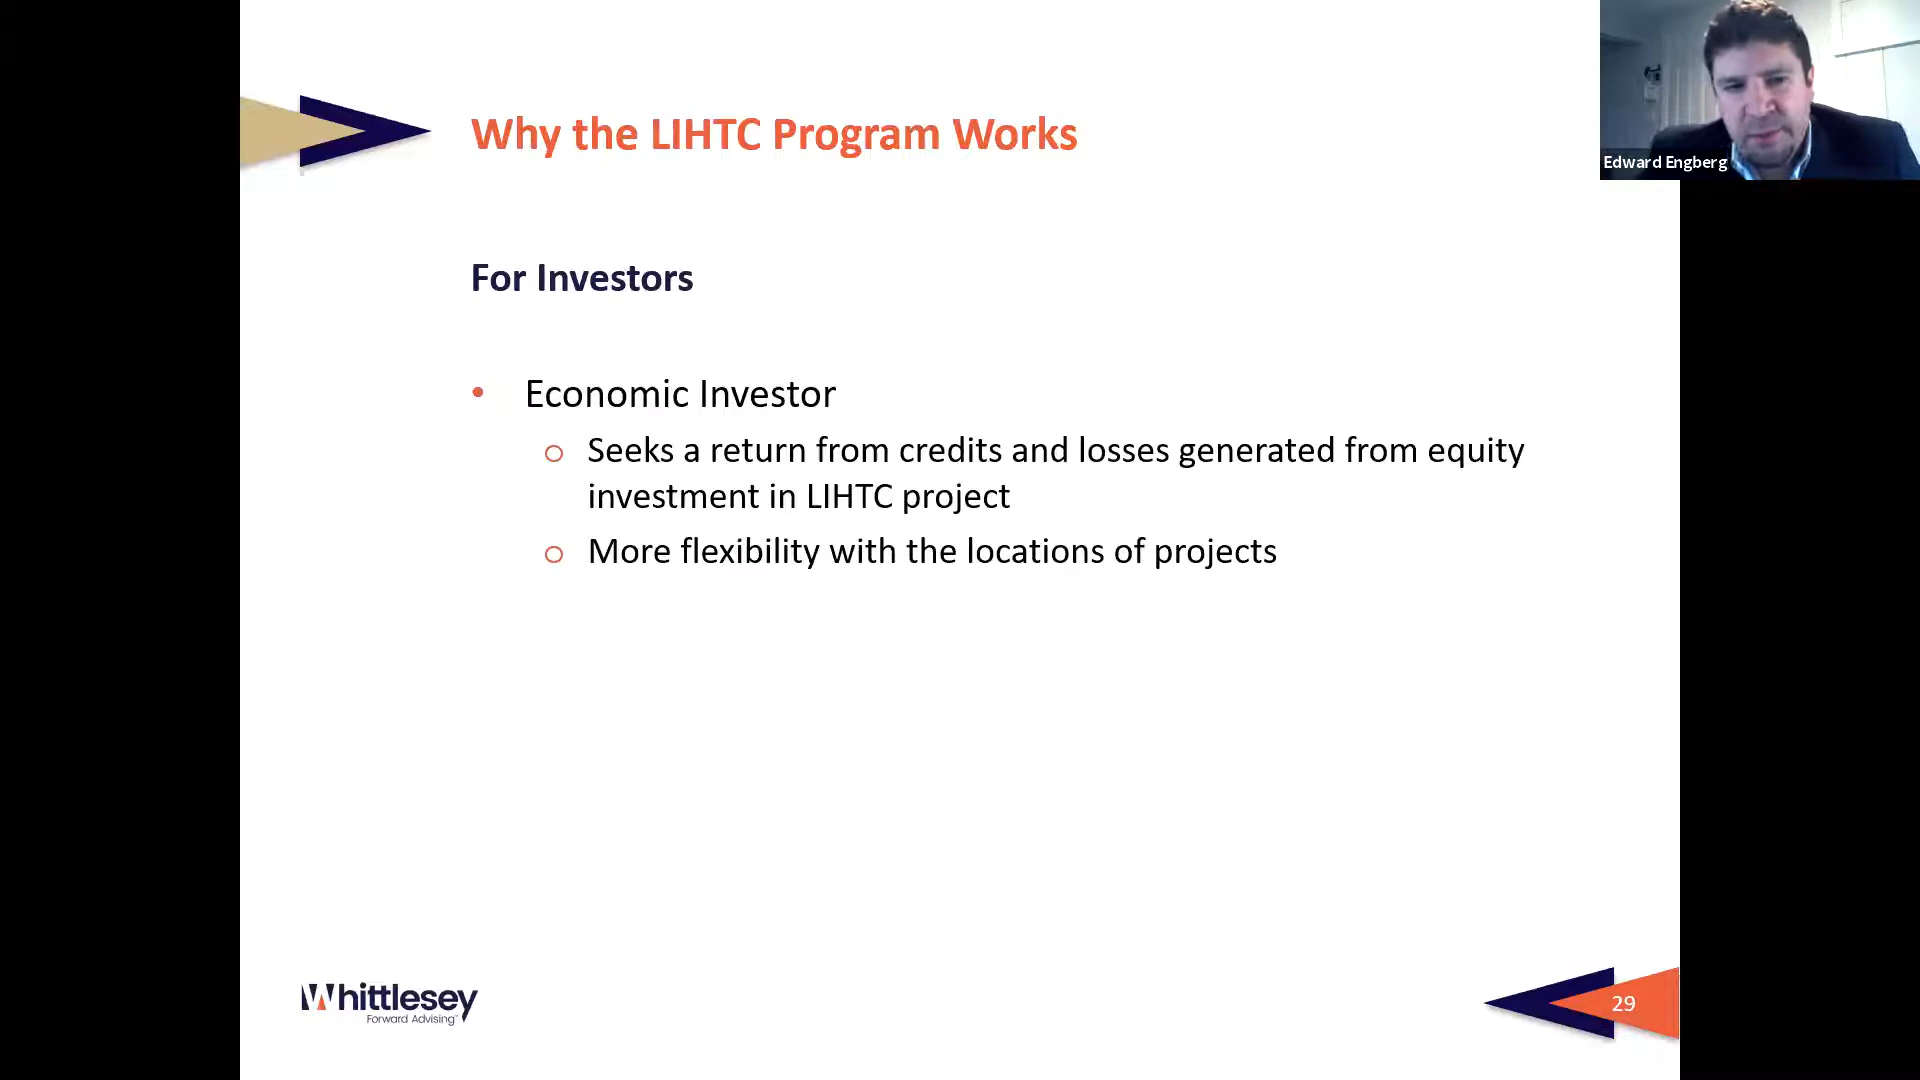 Why the LIHTC Program Works
Edward Engberg
For Investors
• Economic Investor
o Seeks a return from credits and losses generated from equity
investment in LIHTC project
o More flexibility with the locations of projects
Whittlesey
Forward Advising™
29